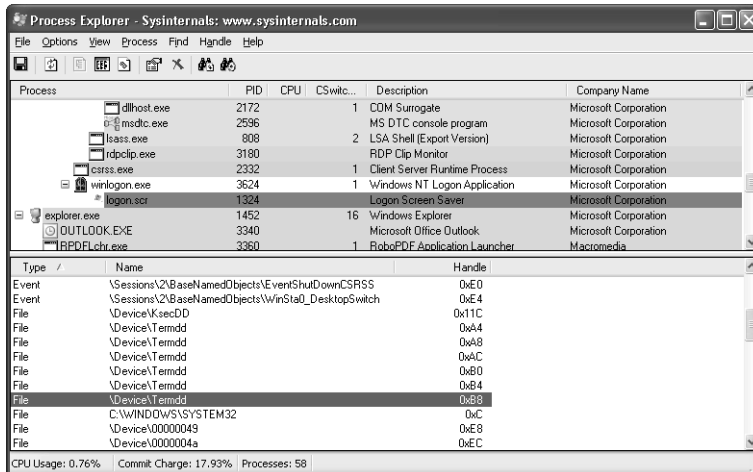 Process Explorer - Sysinternals: www.sysinternals.com
File Options View Process Find Handle Help
Process PID CPU CSwitc... Description Company Name
dllhost.exe 2172 1 COM Surrogate Microsoft Corporation
msdtc.exe 2596 MS DTC console program Microsoft Corporation
lsass.exe 808 2 LSA Shell (Export Version) Microsoft Corporation
rdpclip.exe 3180 RDP Clip Monitor Microsoft Corporation
csrss.exe 2332 1 Client Server Runtime Process Microsoft Corporation
winlogon.exe 3624 1 Windows NT Logon Application Microsoft Corporation
logon.scr 1324 Logon Screen Saver Microsoft Corporation
explorer.exe 1452 16 Windows Explorer Microsoft Corporation
OUTLOOK.EXE 3340 Microsoft Office Outlook Microsoft Corporation
RPDFLchr.exe 3360 1 RoboPDF Application Launcher Macromedia
Type Name Handle
Event \Sessions\2\BaseNamedObjects\EventShutDownCSRSS 0xE0
Event \Sessions\2\BaseNamedObjects\WinSta0_DesktopSwitch 0xE4
File \Device\KsecDD 0x11C
File \Device\Termdd 0xA4
File \Device\Termdd 0xA8
File \Device\Termdd 0xAC
File \Device\Termdd 0xB0
File \Device\Termdd 0xB4
File \Device\Termdd 0xB8
File C:\WINDOWS\SYSTEM32 0xC
File \Device\00000049 0xE8
File \Device\0000004a 0xEC
CPU Usage: 0.76% Commit Charge: 17.93% Processes: 58